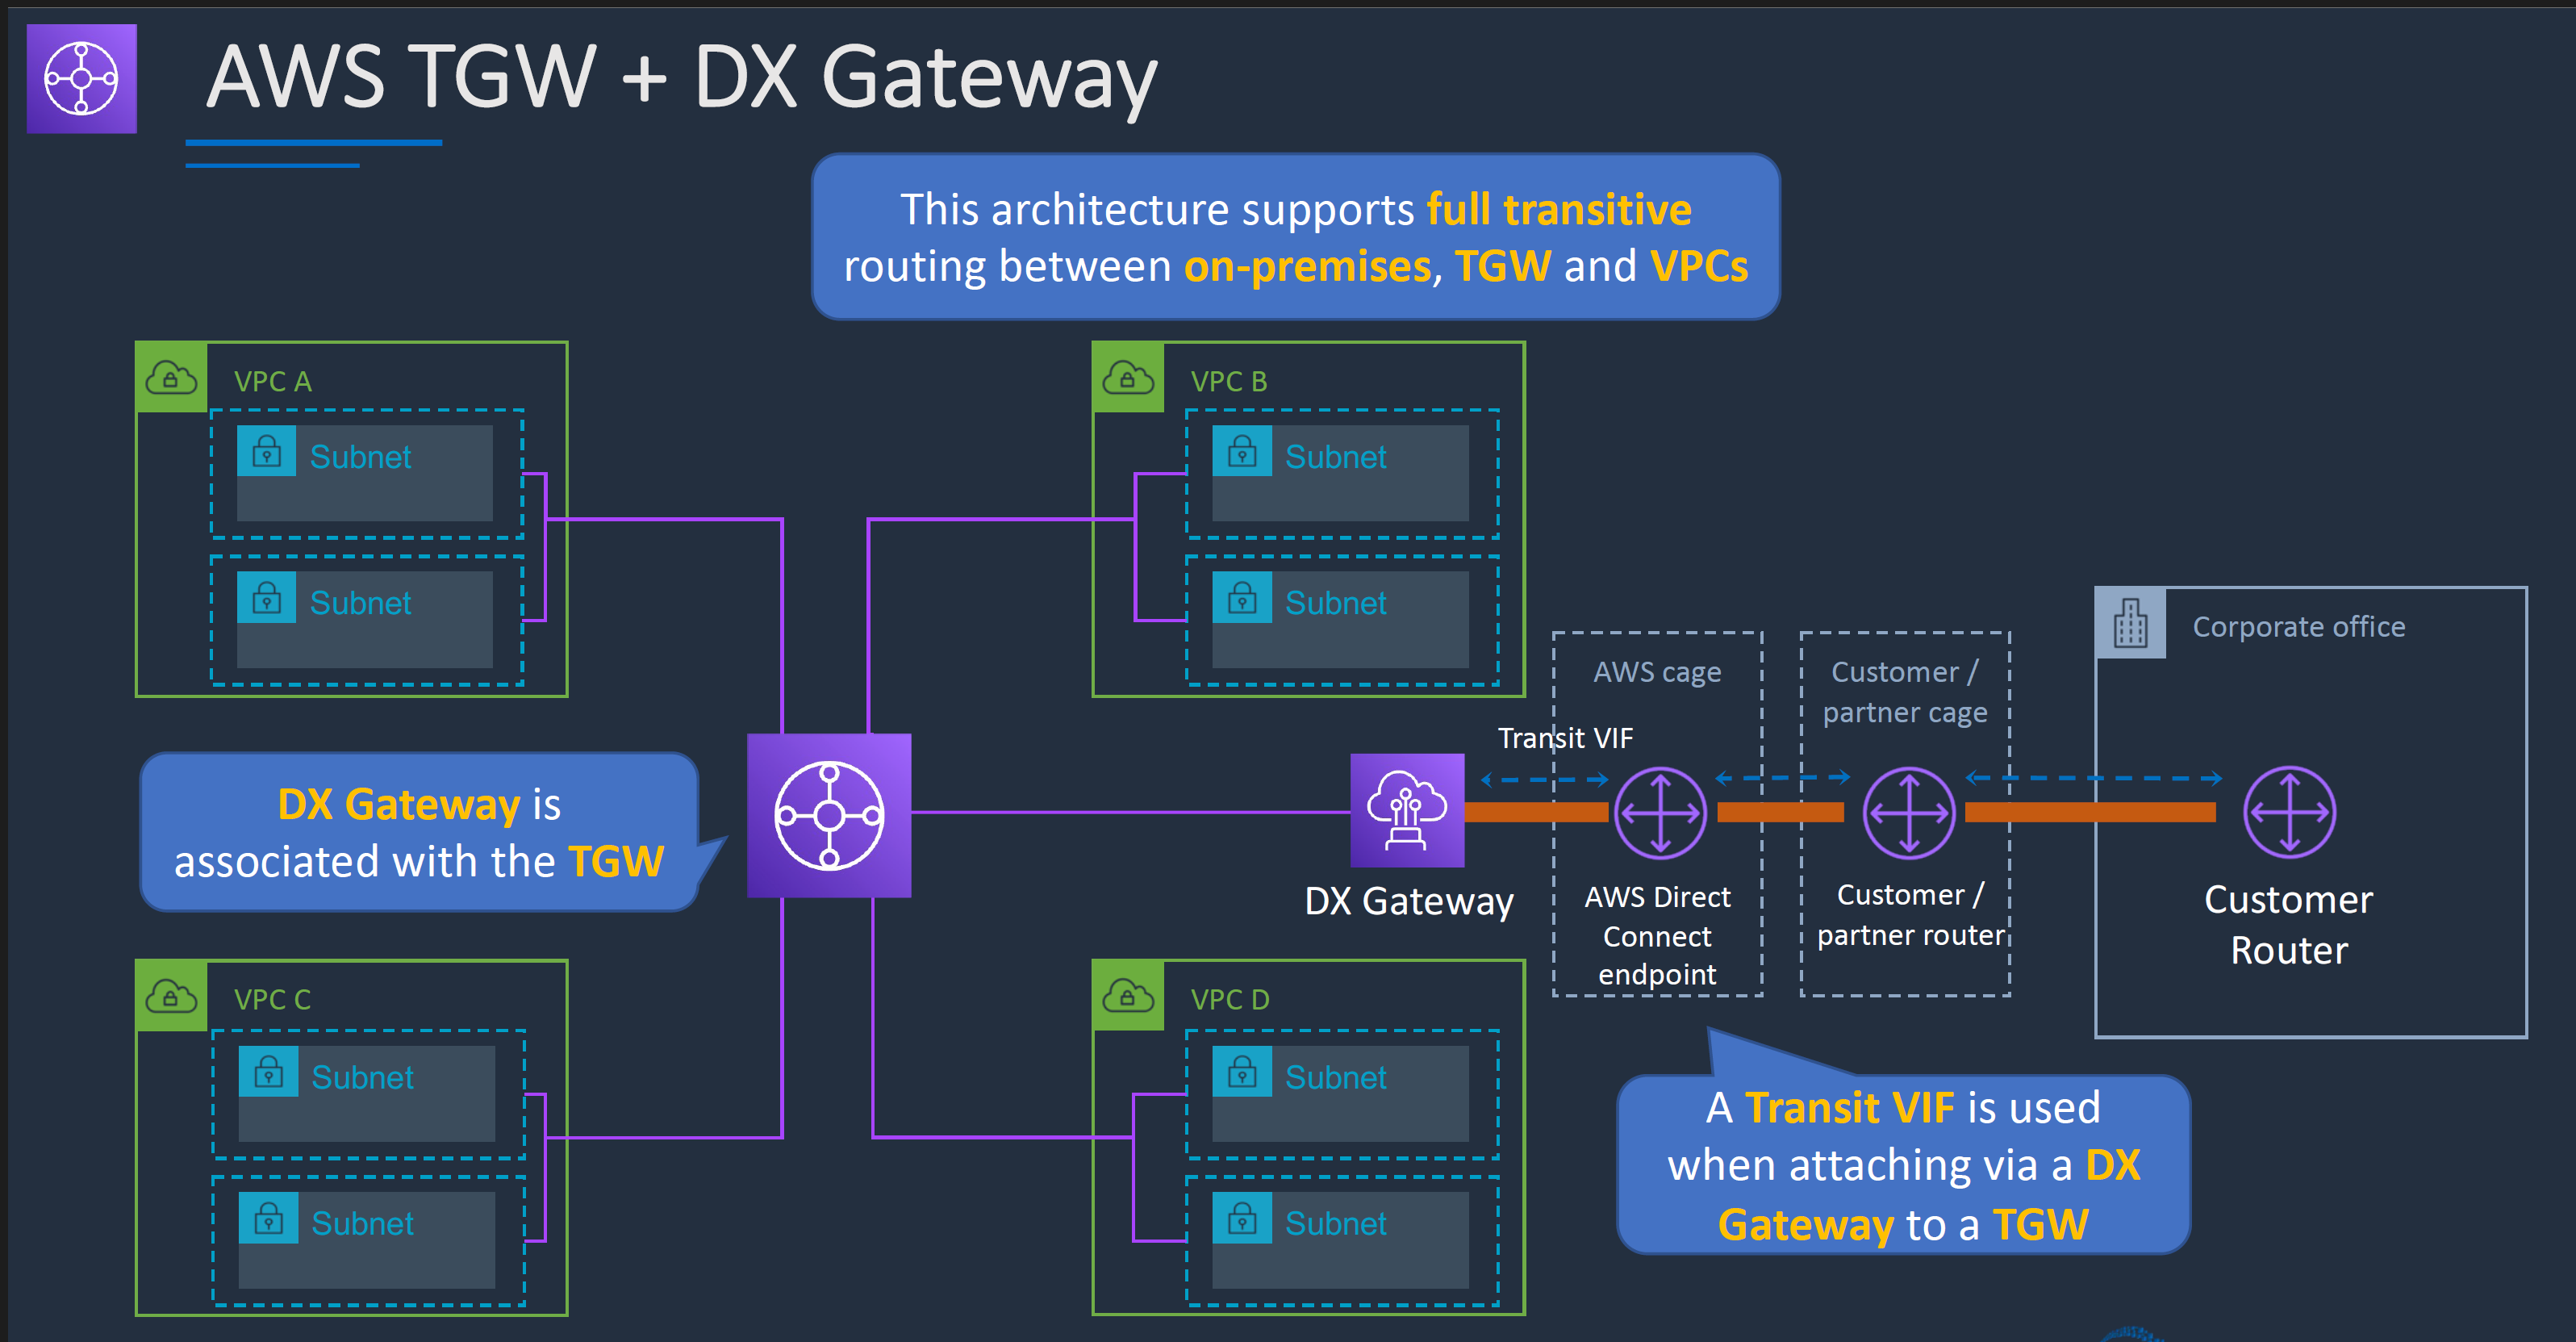 AWS TGW + DX Gateway
This architecture supports full transitive
routing between on-premises, TGW and VPCs
VPC A
Subnet
Subnet
VPC B
Subnet
Subnet
DX Gateway is
associated with the TGW
Transit VIF
DX Gateway
AWS cage
AWS Direct
Connect
endpoint
Customer /
partner cage
Customer /
partner router
Corporate office
Customer
Router
VPC C
Subnet
Subnet
VPC D
Subnet
Subnet
A Transit VIF is used
when attaching via a DX
Gateway to a TGW